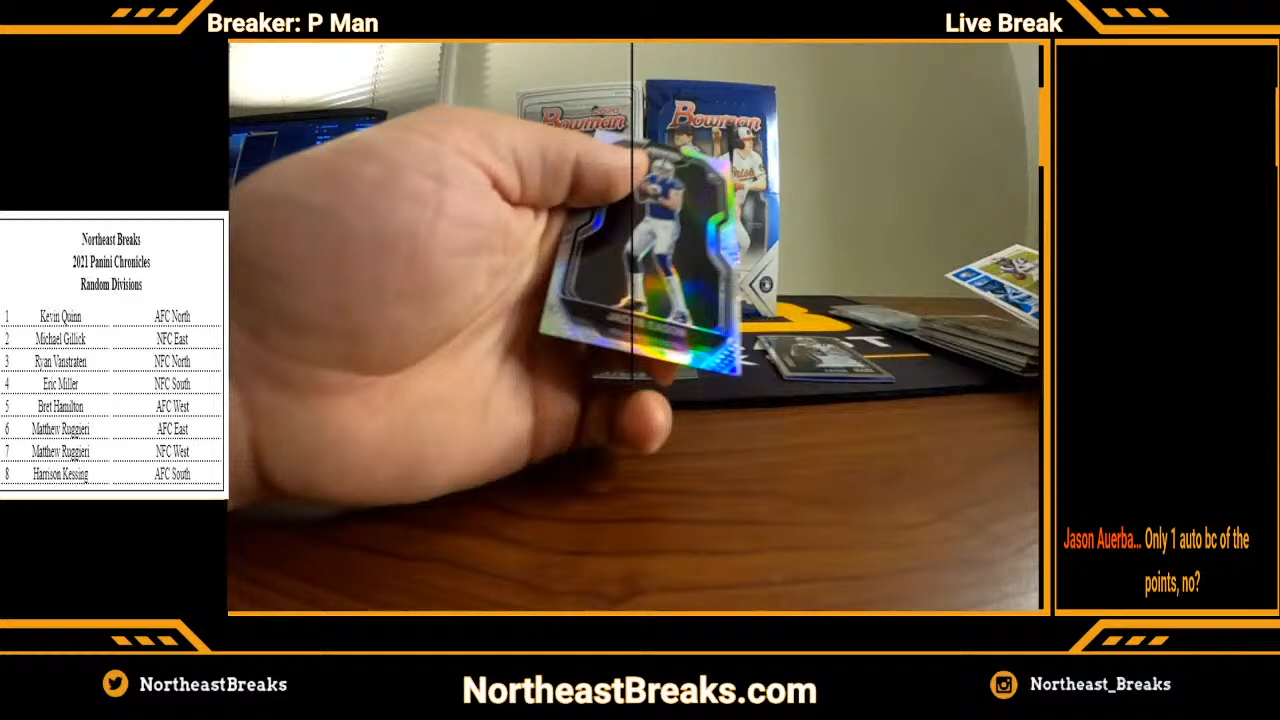 Breaker: P Man
Live Break
Northeast Breaks
2021 Panini Chronicles
Random Divisions
1 Kevin Quinn AFC North
2 Michael Gillick NFC East
3 Ryan Vanstraten NFC North
4 Eric Miller NFC South
5 Bret Hamilton AFC West
6 Matthew Ruggieri AFC East
7 Matthew Ruggieri NFC West
8 Harrison Kessing AFC South
Bowman
Bowman
Jason Auerba... Only 1 auto bc of the
points, no?
NortheastBreaks
NortheastBreaks.com
Northeast_Breaks